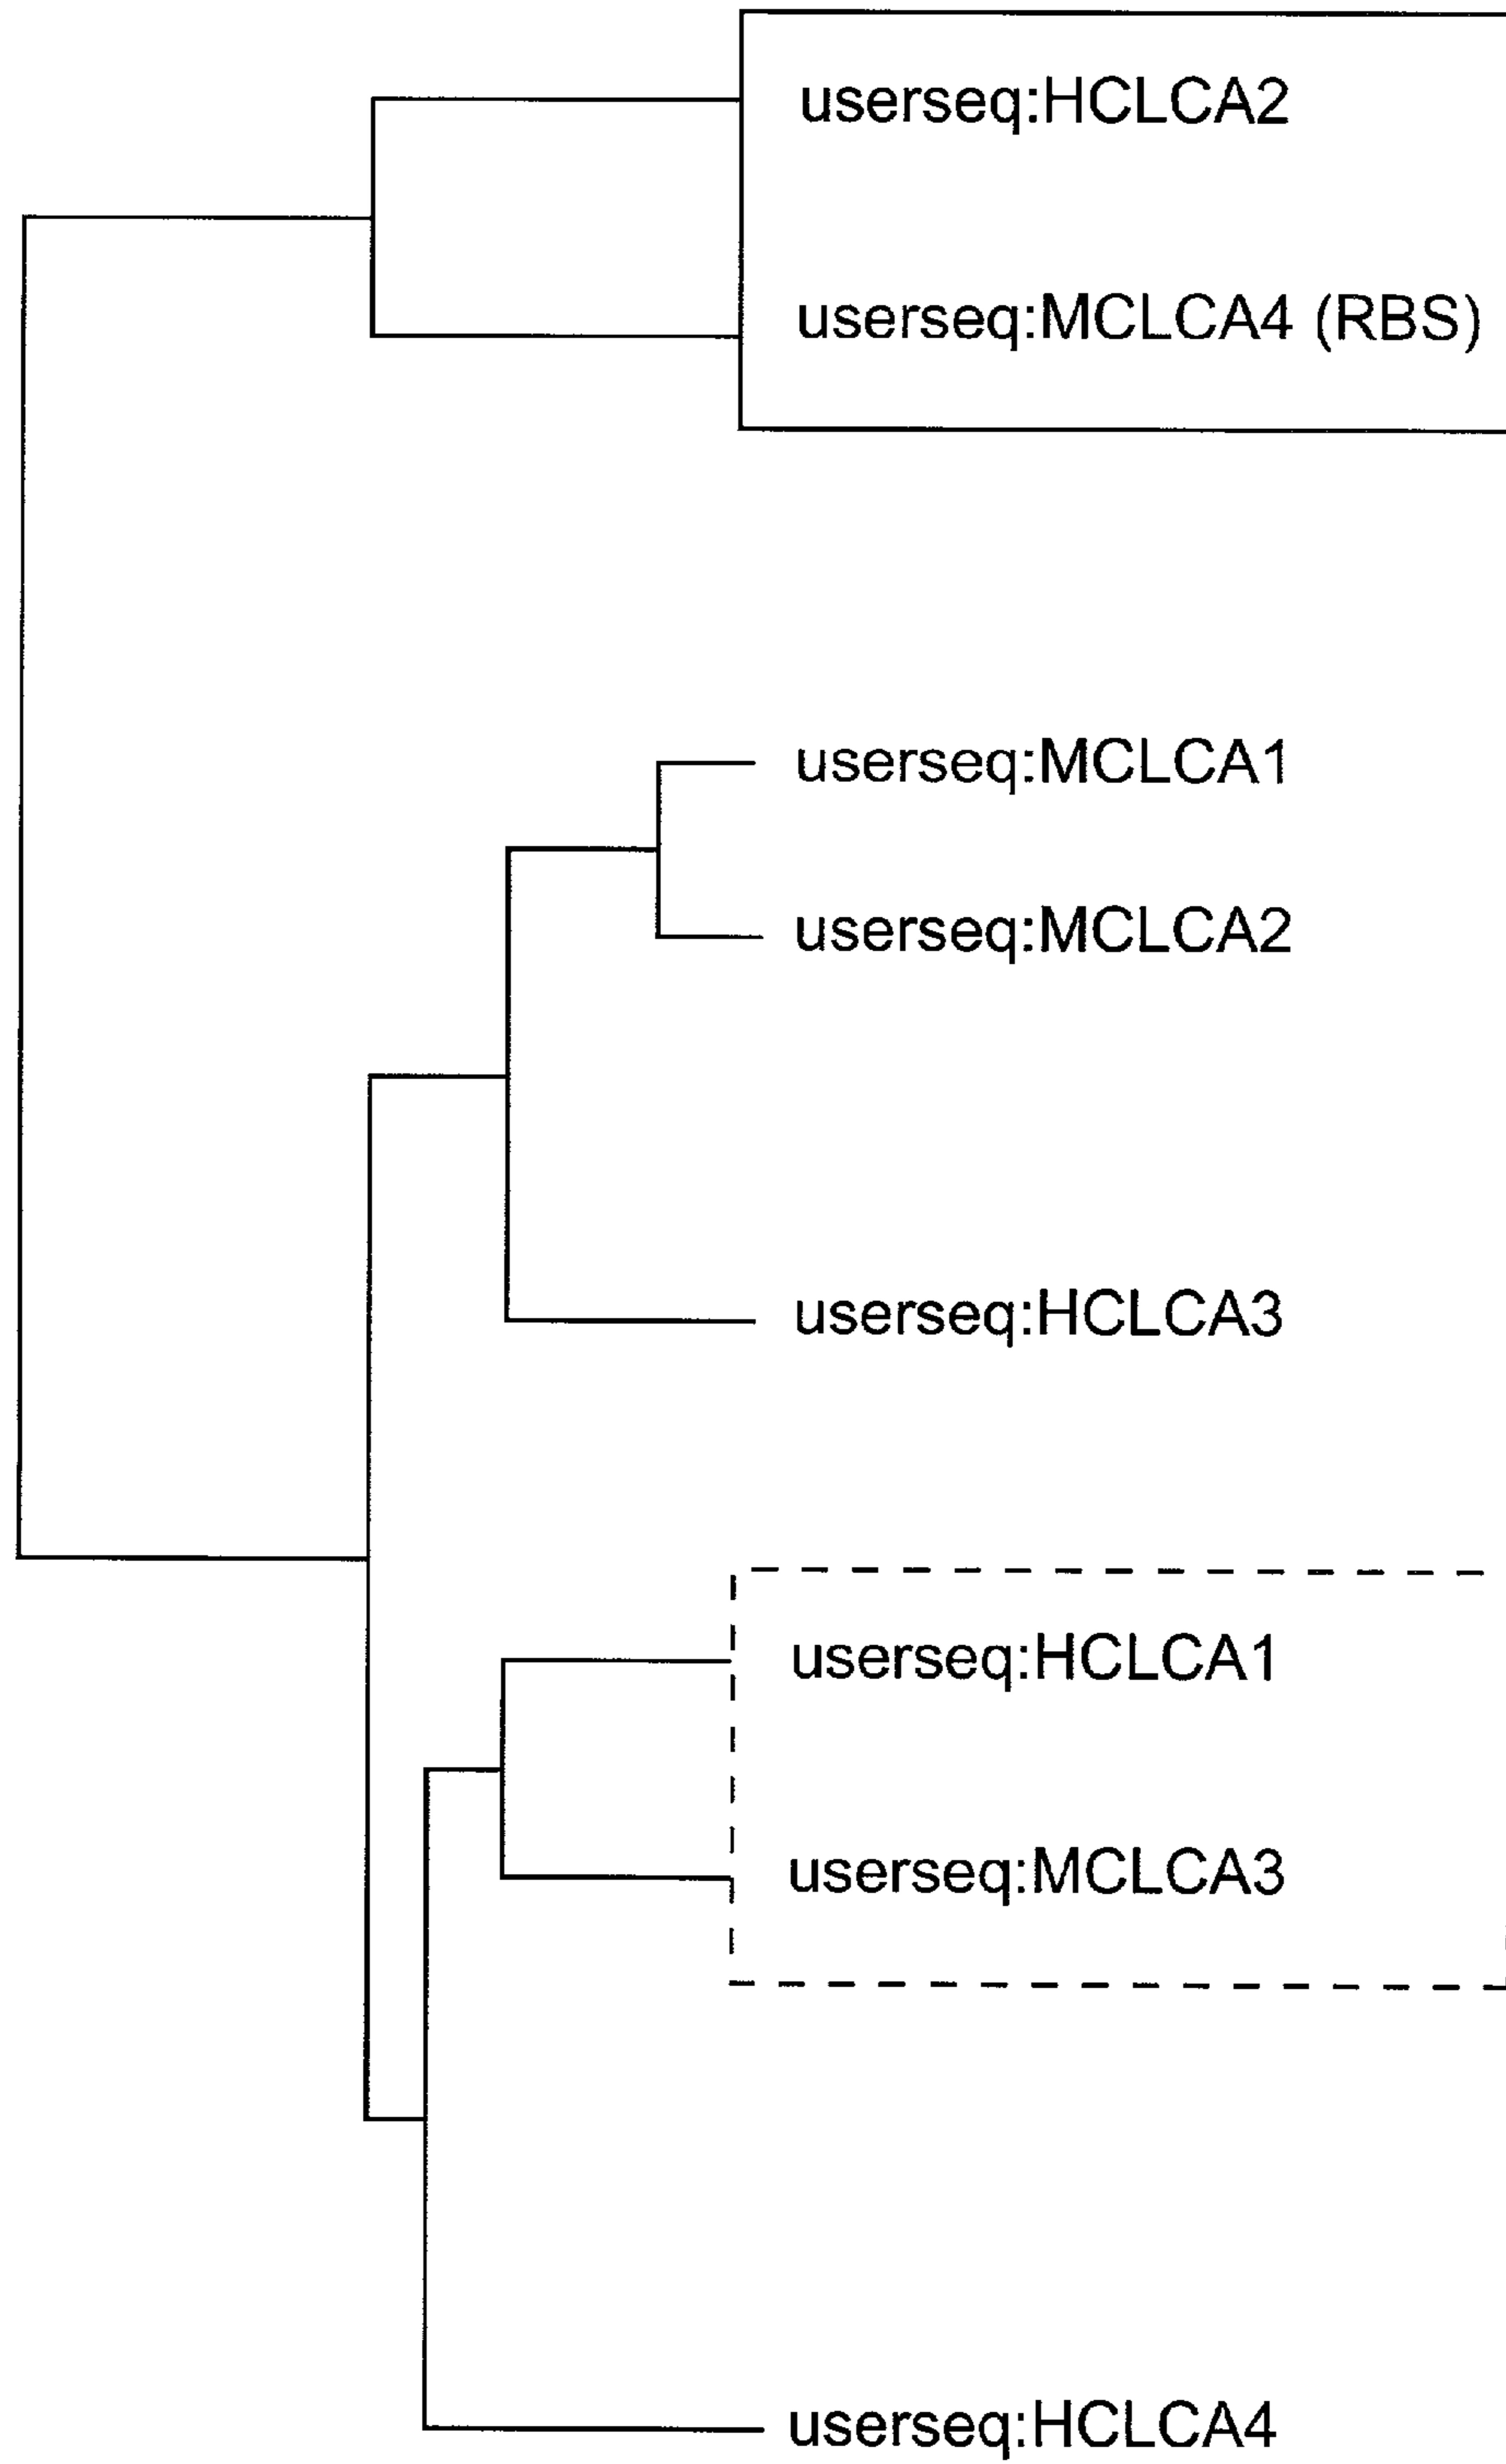 userseq:HCLCA2
userseq:MCLCA4 (RBS)
userseq:MCLCA1
userseq:MCLCA2
userseq:HCLCA3
userseq:HCLCA1
userseq:MCLCA3
userseq:HCLCA4